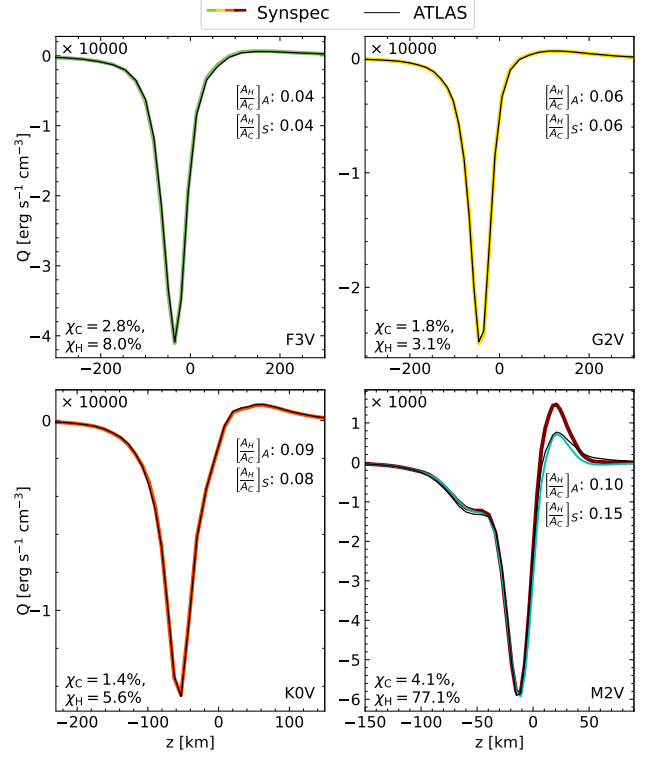 Synspec ATLAS
× 10000
0
−1
−2
−3
−4
Q [erg s⁻¹ cm⁻³]
[A_H/A_C]_A: 0.04
[A_H/A_C]_S: 0.04
χ_C = 2.8%,
χ_H = 8.0%
F3V
−200 0 200
× 10000
0
−1
−2
[A_H/A_C]_A: 0.06
[A_H/A_C]_S: 0.06
χ_C = 1.8%,
χ_H = 3.1%
G2V
−200 0 200
× 10000
0
−1
Q [erg s⁻¹ cm⁻³]
[A_H/A_C]_A: 0.09
[A_H/A_C]_S: 0.08
χ_C = 1.4%,
χ_H = 5.6%
K0V
−200 −100 0 100
z [km]
× 1000
1
0
−1
−2
−3
−4
−5
−6
[A_H/A_C]_A: 0.10
[A_H/A_C]_S: 0.15
χ_C = 4.1%,
χ_H = 77.1%
M2V
−150 −100 −50 0 50
z [km]